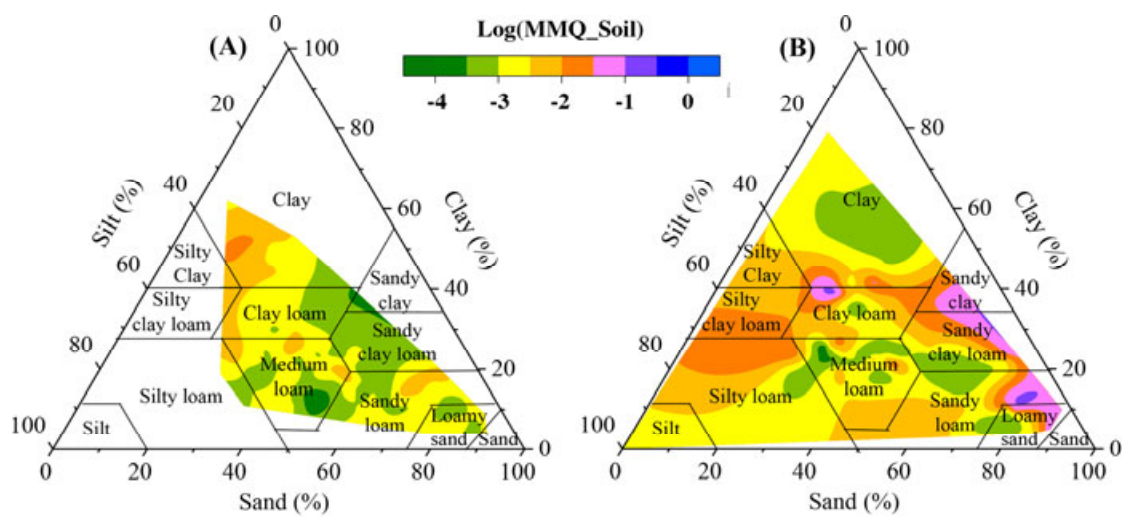 Log(MMQ_Soil)
-4 -3 -2 -1 0
(A)
0
100
20
80
40
Silt (%)
Clay
60
Clay (%)
60
Silty
Clay
Sandy
clay
40
Silty
clay loam
Clay loam
80
Sandy
clay loam
20
Medium
loam
Silty loam
100
Silt
Sandy
loam
Loamy
sand
Sand
0
0 20 40 60 80 100
Sand (%)
(B)
0
100
20
80
40
Silt (%)
Clay
60
Clay (%)
60
Silty
Clay
Sandy
clay
40
Silty
clay loam
Clay loam
80
Sandy
clay loam
20
Medium
loam
Silty loam
100
Silt
Sandy
loam
Loamy
sand
Sand
0
0 20 40 60 80 100
Sand (%)